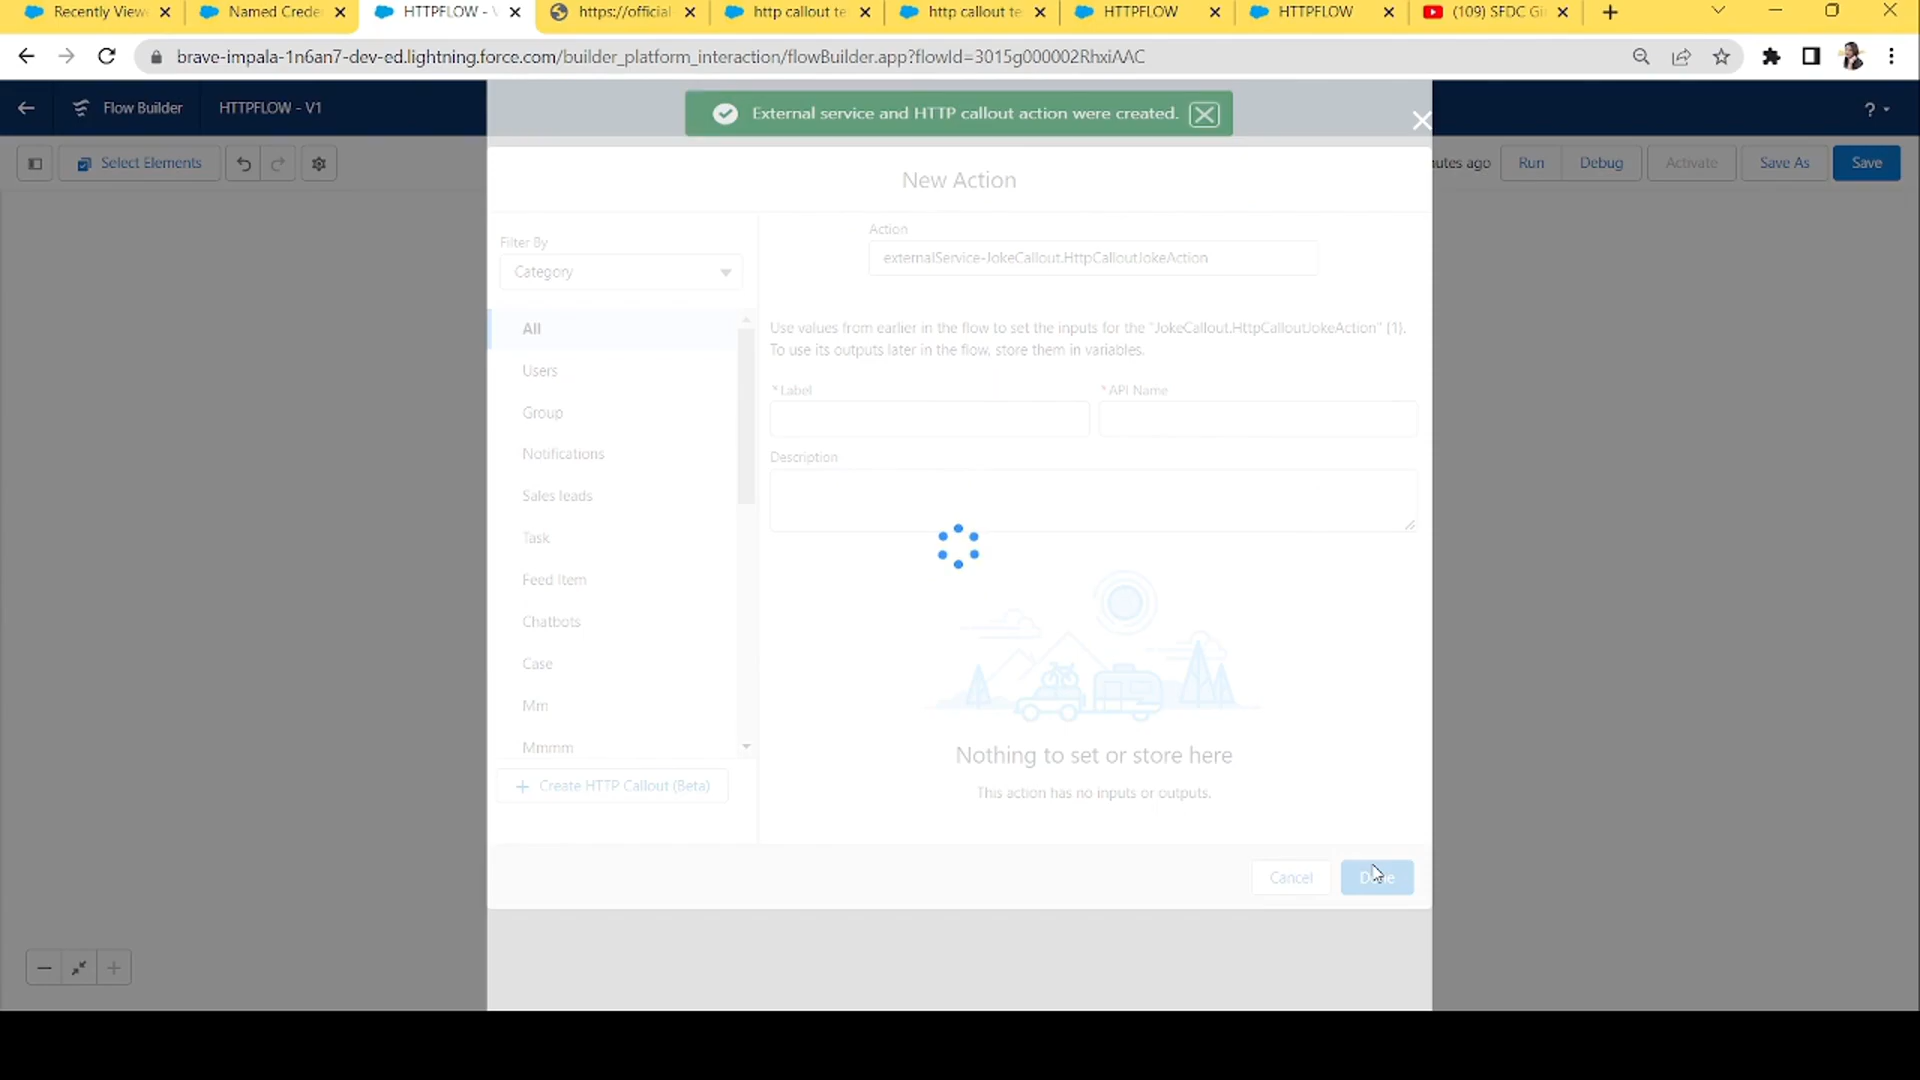 Recently View
Named Crede
HTTPFLOW - V
https://official
http callout te
http callout te
HTTPFLOW
HTTPFLOW
(109) SFDC Gi
brave-impala-1n6an7-dev-ed.lightning.force.com/builder_platform_interaction/flowBuilder.app?flowId=3015g000002RhxiAAC
Flow Builder
HTTPFLOW - V1
External service and HTTP callout action were created.
?
Select Elements
utes ago
Run
Debug
Activate
Save As
Save
New Action
Filter By
Category
All
Users
Group
Notifications
Sales leads
Task
Feed Item
Chatbots
Case
Mm
Mmmm
+ Create HTTP Callout (Beta)
Action
externalService-JokeCallout.HttpCalloutJokeAction
Use values from earlier in the flow to set the inputs for the "JokeCallout.HttpCalloutJokeAction" (1).
To use its outputs later in the flow, store them in variables.
* Label
* API Name
Description
Nothing to set or store here
This action has no inputs or outputs.
Cancel